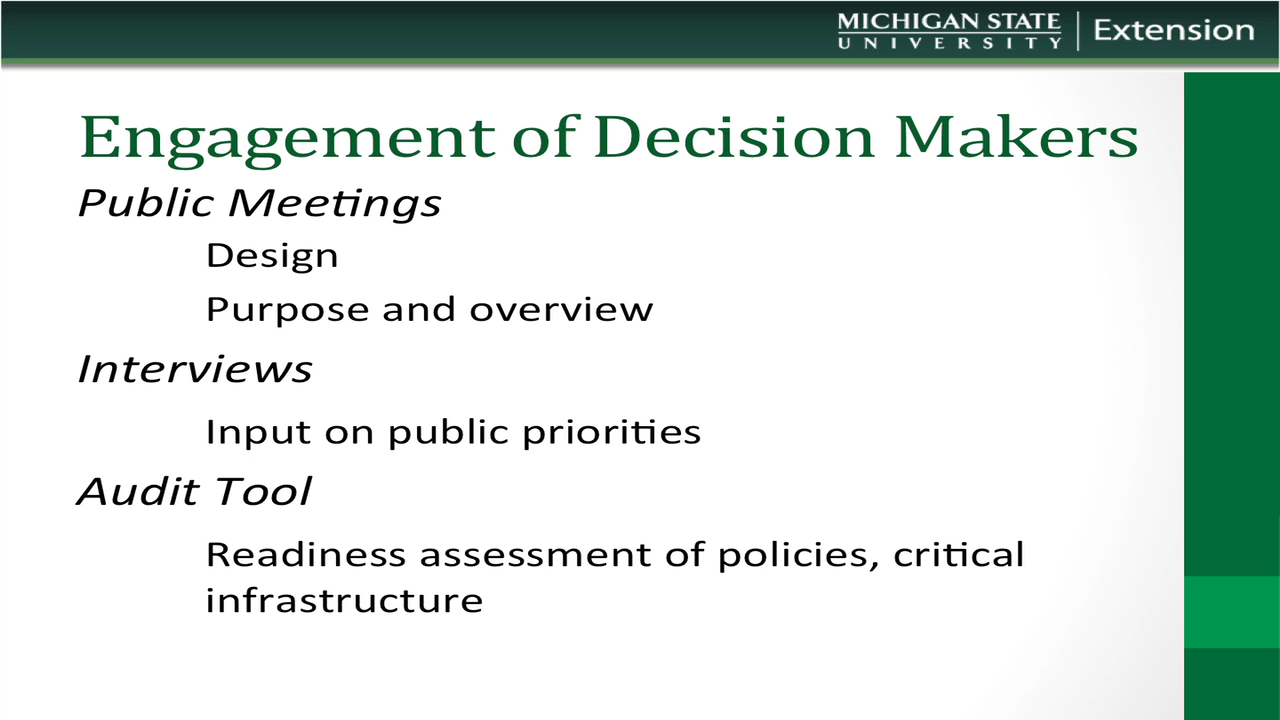 MICHIGAN STATE
UNIVERSITY
Extension
Engagement of Decision Makers
Public Meetings
Design
Purpose and overview
Interviews
Input on public priorities
Audit Tool
Readiness assessment of policies, critical
infrastructure